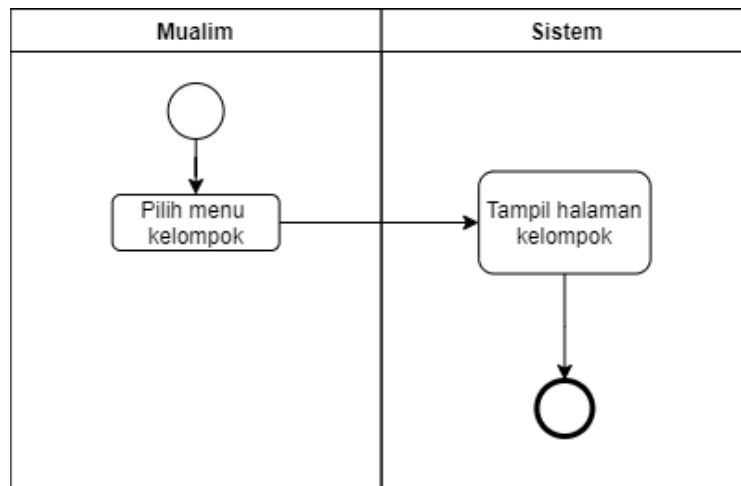 Mualim
Sistem
Pilih menu
kelompok
Tampil halaman
kelompok